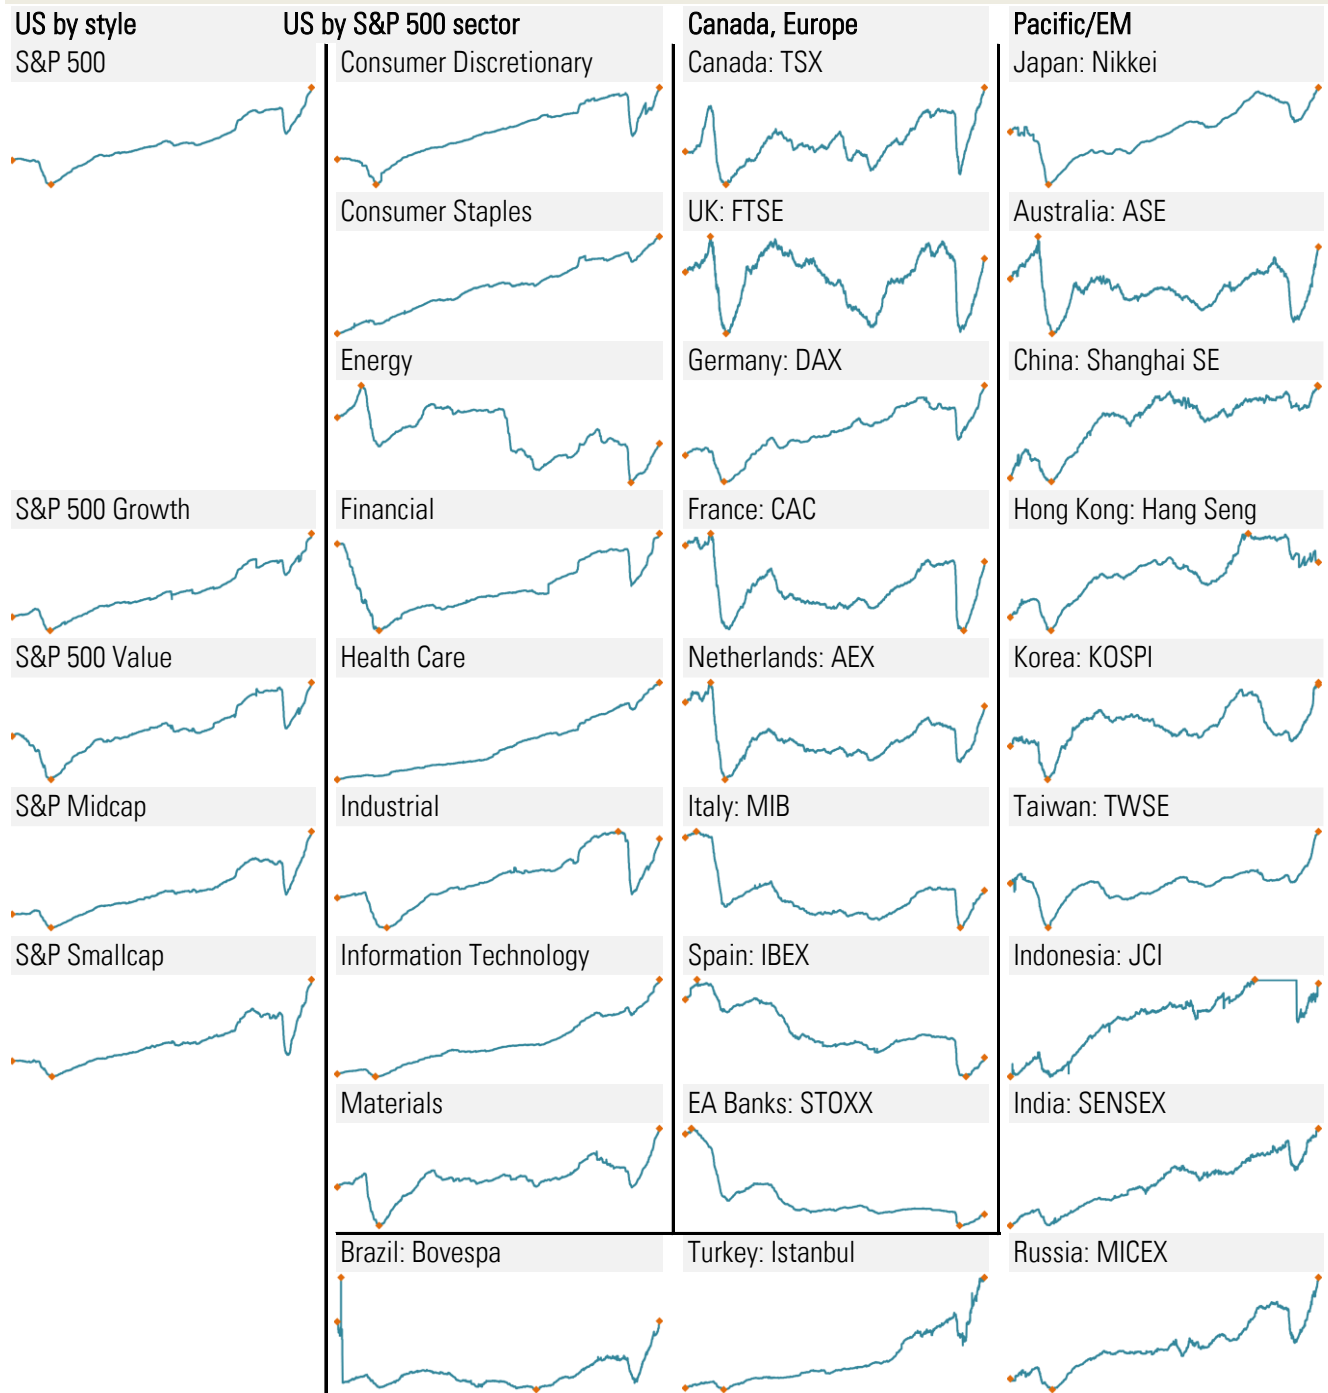 US by style
US by S&P 500 sector
Canada, Europe
Pacific/EM
S&P 500
Consumer Discretionary
Canada: TSX
Japan: Nikkei
Consumer Staples
UK: FTSE
Australia: ASE
Energy
Germany: DAX
China: Shanghai SE
S&P 500 Growth
Financial
France: CAC
Hong Kong: Hang Seng
S&P 500 Value
Health Care
Netherlands: AEX
Korea: KOSPI
S&P Midcap
Industrial
Italy: MIB
Taiwan: TWSE
S&P Smallcap
Information Technology
Spain: IBEX
Indonesia: JCI
Materials
EA Banks: STOXX
India: SENSEX
Brazil: Bovespa
Turkey: Istanbul
Russia: MICEX